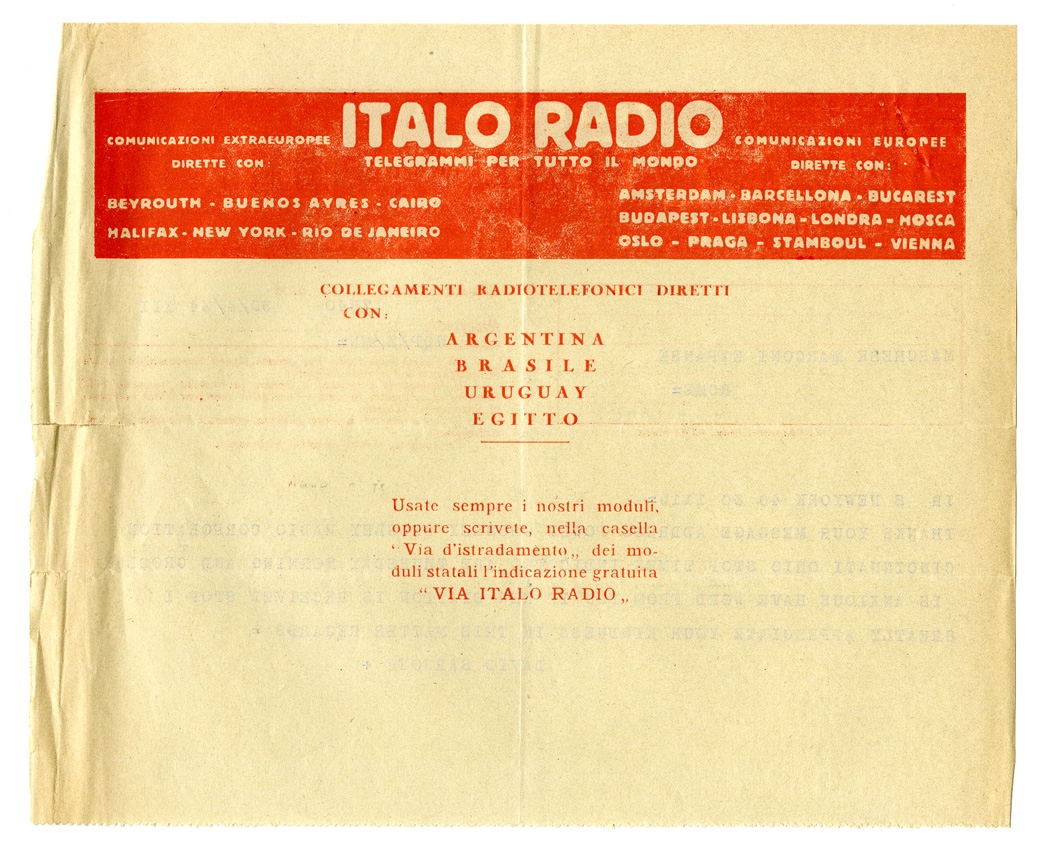 ITALO RADIO
TELEGRAMMI PER TUTTO IL MONDO
COMUNICAZIONI EXTRAEUROPEE
DIRETTE CON:
BEYROUTH - BUENOS AYRES - CAIRO
HALIFAX - NEW YORK - RIO DE JANEIRO
COMUNICAZIONI EUROPEE
DIRETTE CON:
AMSTERDAM - BARCELLONA - BUCAREST
BUDAPEST - LISBONA - LONDRA - MOSCA
OSLO - PRAGA - STAMBOUL - VIENNA
COLLEGAMENTI RADIOTELEFONICI DIRETTI
CON:
ARGENTINA
BRASILE
URUGUAY
EGITTO
Usate sempre i nostri moduli,
oppure scrivete, nella casella
“Via d'istradamento„ dei mo-
duli statali l'indicazione gratuita
“VIA ITALO RADIO„